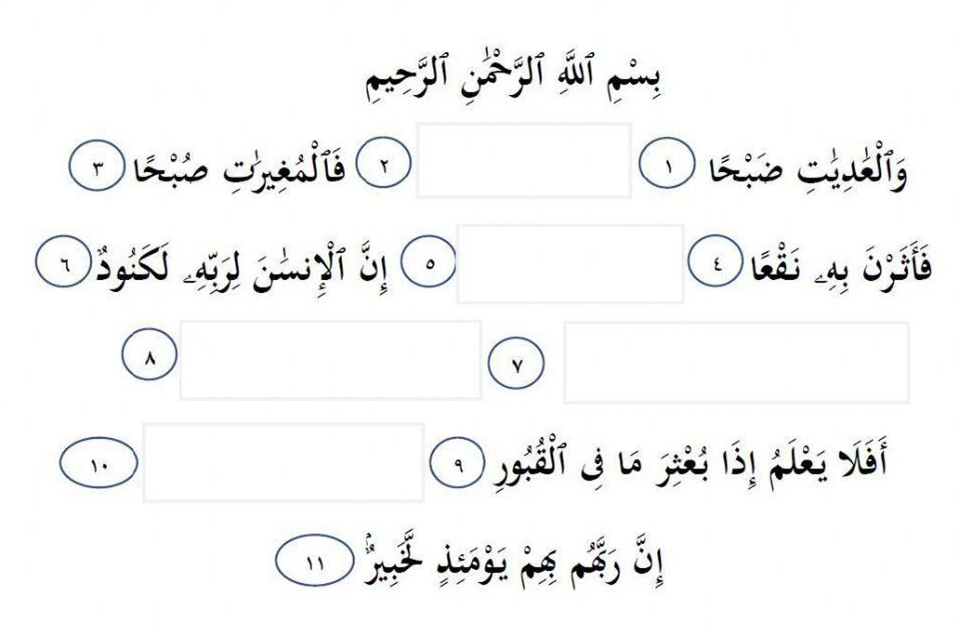 بِسْمِ ٱللَّهِ ٱلرَّحْمَٰنِ ٱلرَّحِيمِ
وَٱلْعَٰدِيَٰتِ ضَبْحًا ١ ٢ فَٱلْمُغِيرَٰتِ صُبْحًا ٣
فَأَثَرْنَ بِهِۦ نَقْعًا ٤ ٥ إِنَّ ٱلْإِنسَٰنَ لِرَبِّهِۦ لَكَنُودٌ ٦
٧ ٨
أَفَلَا يَعْلَمُ إِذَا بُعْثِرَ مَا فِى ٱلْقُبُورِ ٩ ١٠
إِنَّ رَبَّهُم بِهِمْ يَوْمَئِذٍ لَّخَبِيرٌۢ ١١